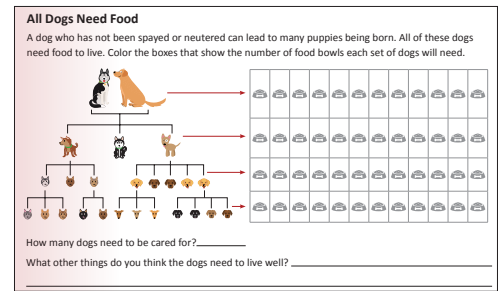 All Dogs Need Food
A dog who has not been spayed or neutered can lead to many puppies being born. All of these dogs
need food to live. Color the boxes that show the number of food bowls each set of dogs will need.
How many dogs need to be cared for?________
What other things do you think the dogs need to live well? ________